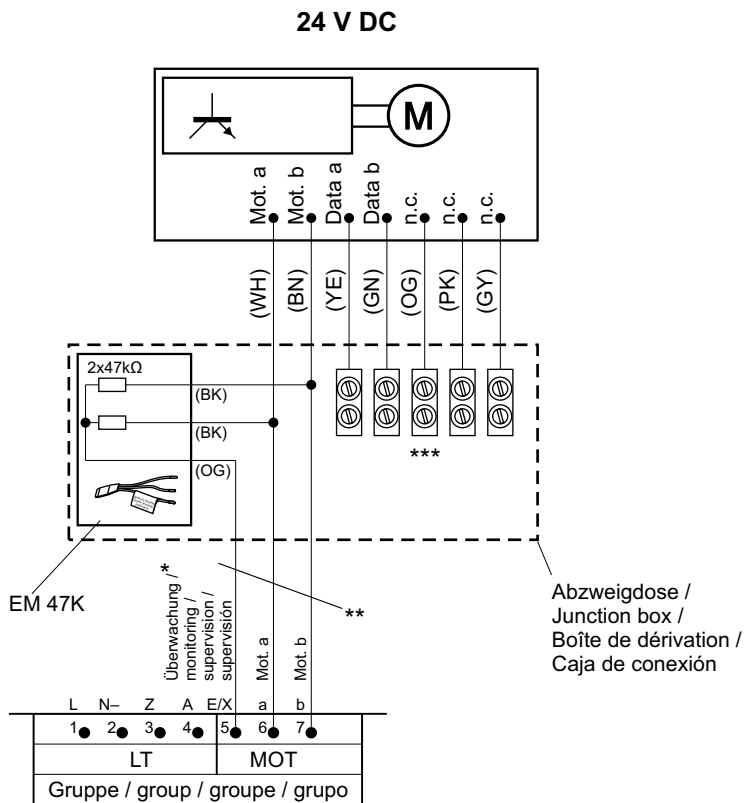 24 V DC
M
Mot. a
Mot. b
Data a
Data b
n.c.
n.c.
n.c.
(WH)
(BN)
(YE)
(GN)
(OG)
(PK)
(GY)
2x47kΩ
(BK)
(BK)
(OG)
***
EM 47K
Überwachung /*
monitoring /
supervision /
supervisión
Mot. a
Mot. b
**
Abzweigdose /
Junction box /
Boîte de dérivation /
Caja de conexión
L N– Z A E/X a b
1 2 3 4 5 6 7
LT MOT
Gruppe / group / groupe / grupo